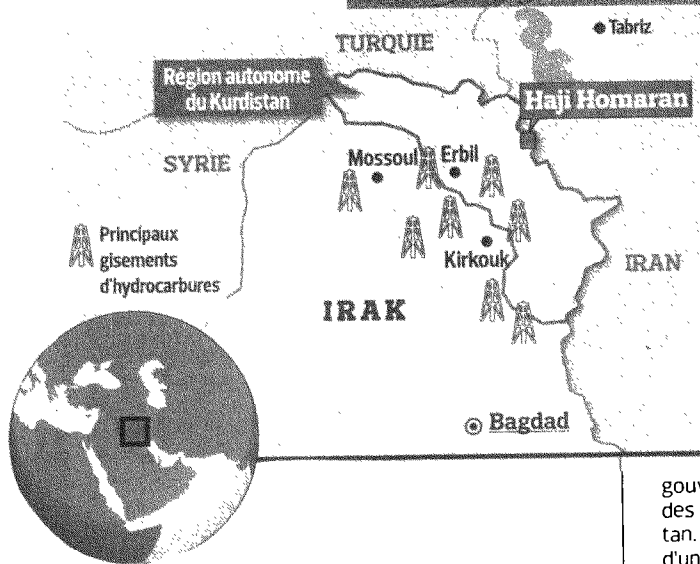 TURQUIE
Tabriz
Région autonome
du Kurdistan
Haji Homaran
SYRIE
Mossoul
Erbil
Principaux
gisements
d'hydrocarbures
Kirkouk
IRAN
IRAK
Bagdad
des
tan.
d'un